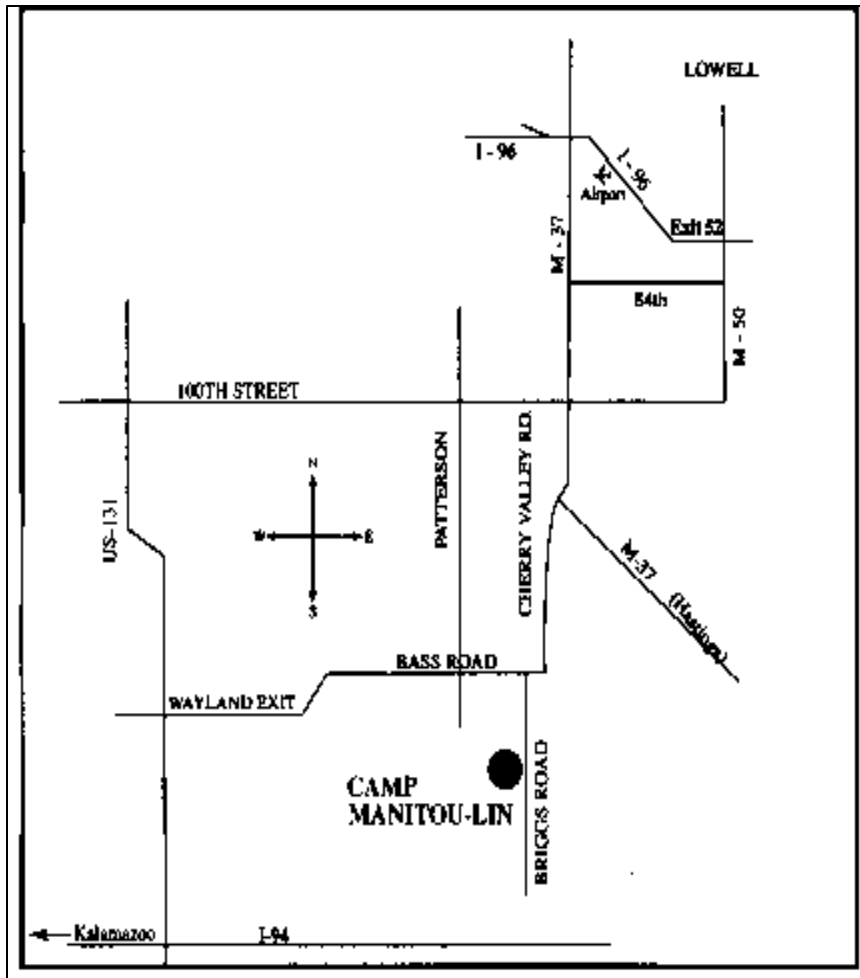 LOWELL
I - 96
I - 96
Airport
Exit 52
M - 37
84th
M - 50
100TH STREET
N
W
E
S
US-131
PATTERSON
CHERRY VALLEY RD.
M-37 (Hastings)
BASS ROAD
WAYLAND EXIT
CAMP
MANITOU-LIN
BRIGGS ROAD
Kalamazoo
I-94